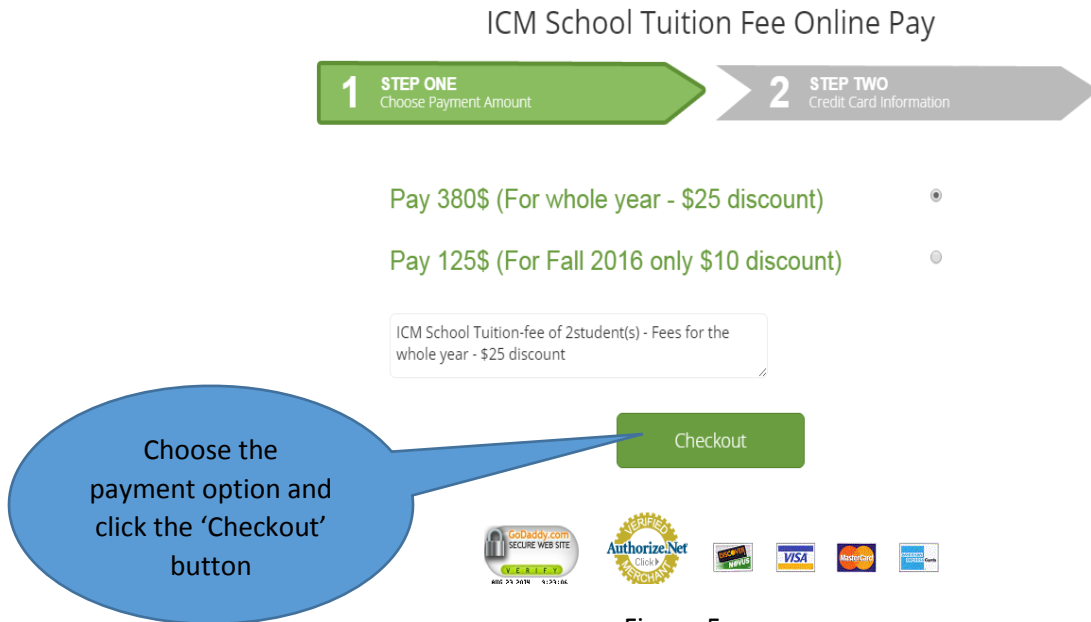 ICM School Tuition Fee Online Pay
1 STEP ONE
Choose Payment Amount
2 STEP TWO
Credit Card Information
Pay 380$ (For whole year - $25 discount)
Pay 125$ (For Fall 2016 only $10 discount)
ICM School Tuition-fee of 2student(s) - Fees for the
whole year - $25 discount
Checkout
Choose the
payment option and
click the ‘Checkout’
button
GoDaddy.com
SECURE WEB SITE
VERIFY
VERIFIED
Authorize.Net
Click
MERCHANT
DISCOVER
NOVUS
VISA
MasterCard
Cards